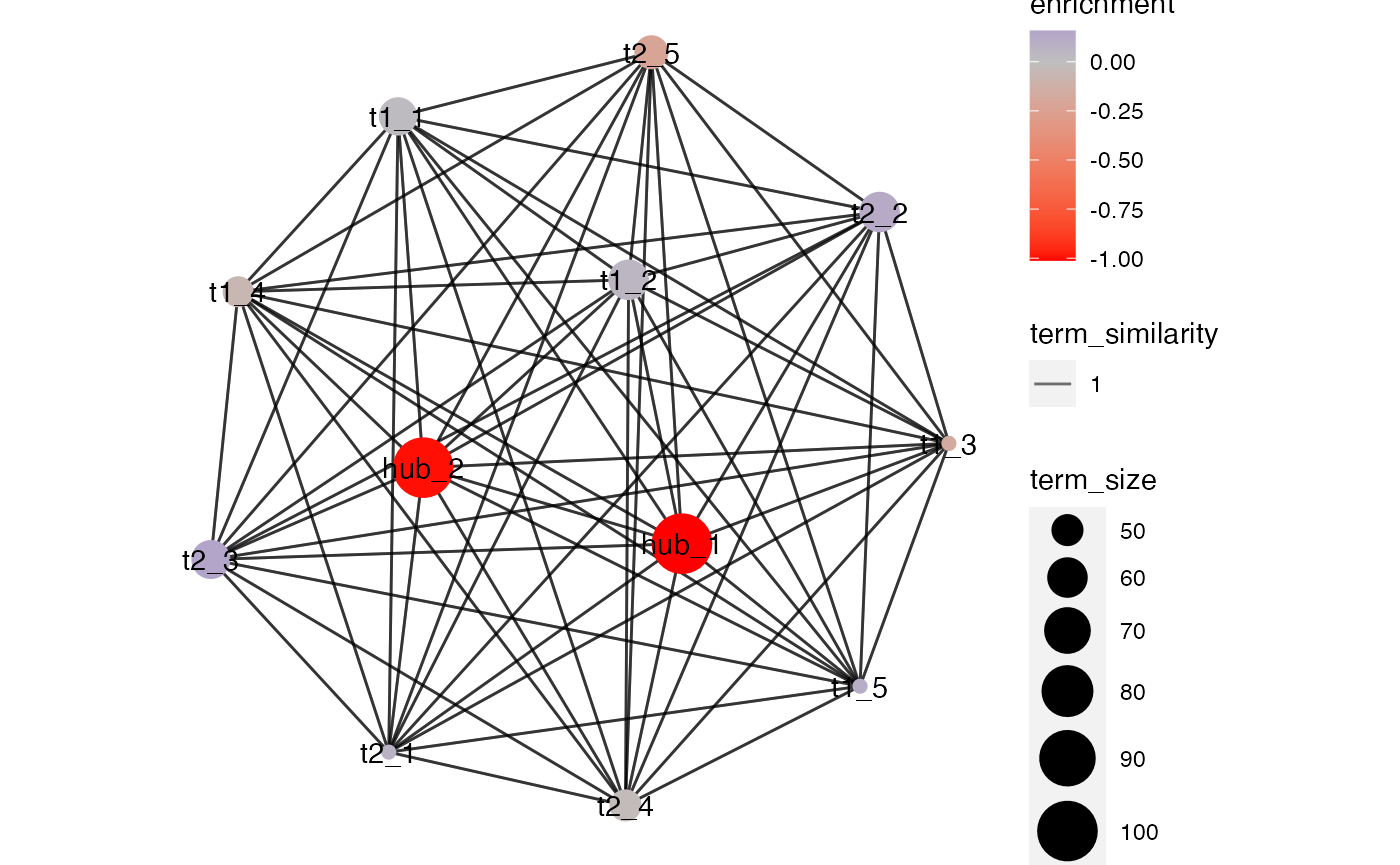 enrichment
0.00
-0.25
-0.50
-0.75
-1.00
term_similarity
1
term_size
50
60
70
80
90
100
t2_5
t1_1
t2_2
t1_2
t1_4
t1_3
hub_2
hub_1
t2_3
t1_5
t2_1
t2_4